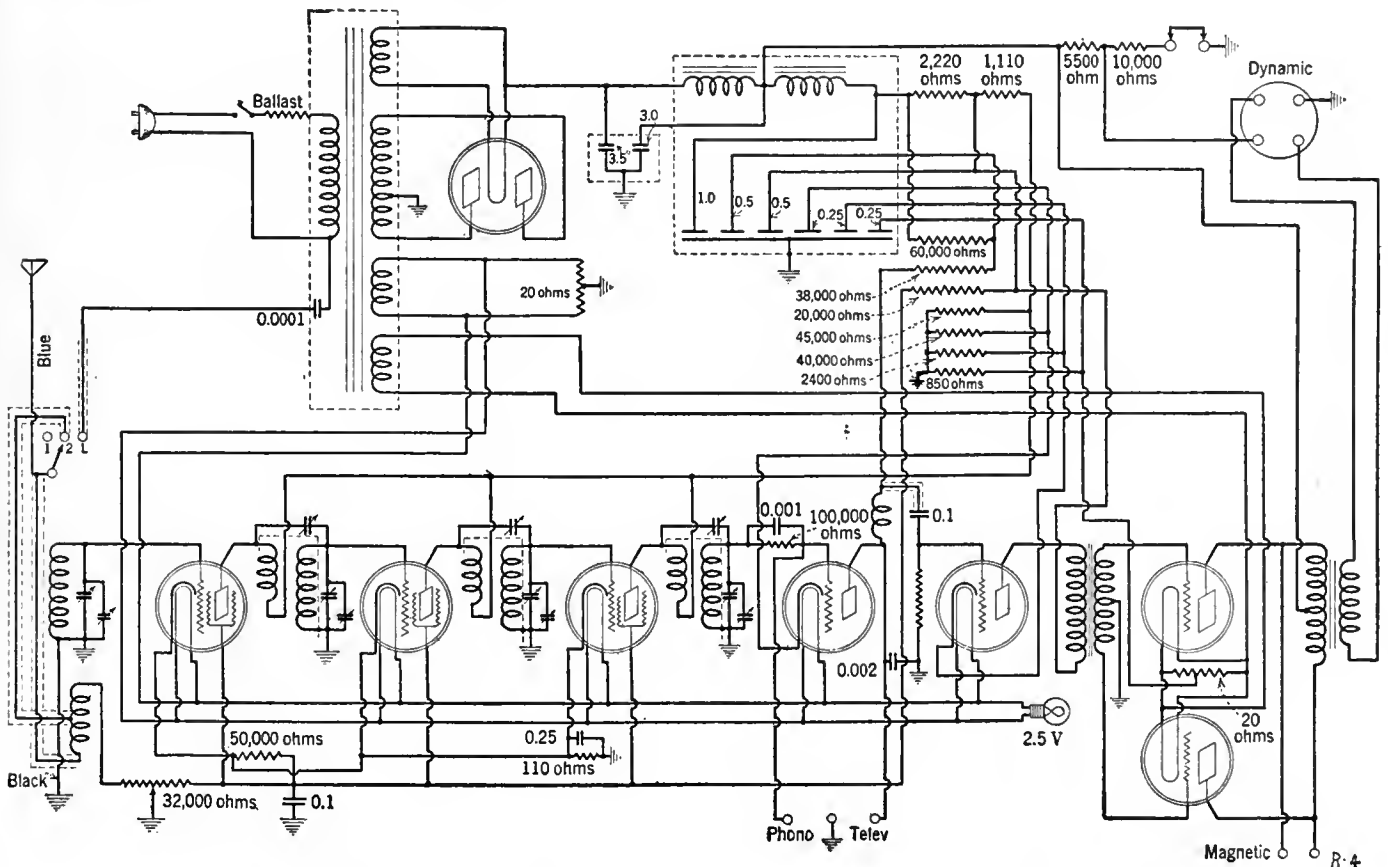 Ballast
3.0
3.5
2,220
ohms
1,110
ohms
5500
ohm
10,000
ohms
Dynamic
1.0
0.5
0.5
0.25
0.25
60,000 ohms
38,000 ohms
20,000 ohms
45,000 ohms
40,000 ohms
2400 ohms
850 ohms
20 ohms
0.0001
Blue
1
2
L
0.001
100,000
ohms
0.1
0.002
50,000 ohms
0.25
110 ohms
2.5 V
20
ohms
Black
32,000 ohms.
0.1
Phono
Telev
Magnetic
R-4